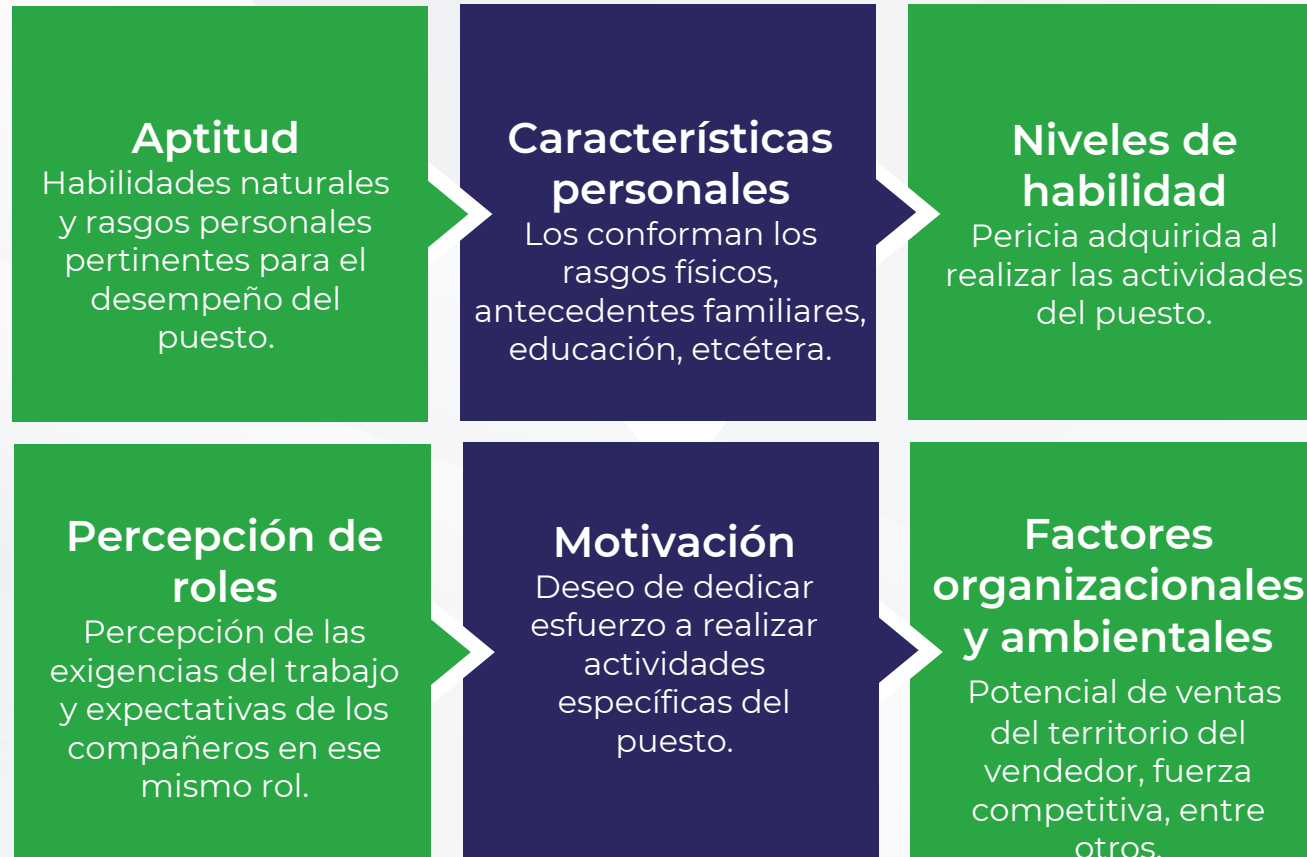 Aptitud
Habilidades naturales
y rasgos personales
pertinentes para el
desempeño del
puesto.
Características
personales
Los conforman los
rasgos físicos,
antecedentes familiares,
educación, etcétera.
Niveles de
habilidad
Pericia adquirida al
realizar las actividades
del puesto.
Percepción de
roles
Percepción de las
exigencias del trabajo
y expectativas de los
compañeros en ese
mismo rol.
Motivación
Deseo de dedicar
esfuerzo a realizar
actividades
específicas del
puesto.
Factores
organizacionales
y ambientales
Potencial de ventas
del territorio del
vendedor, fuerza
competitiva, entre
otros.